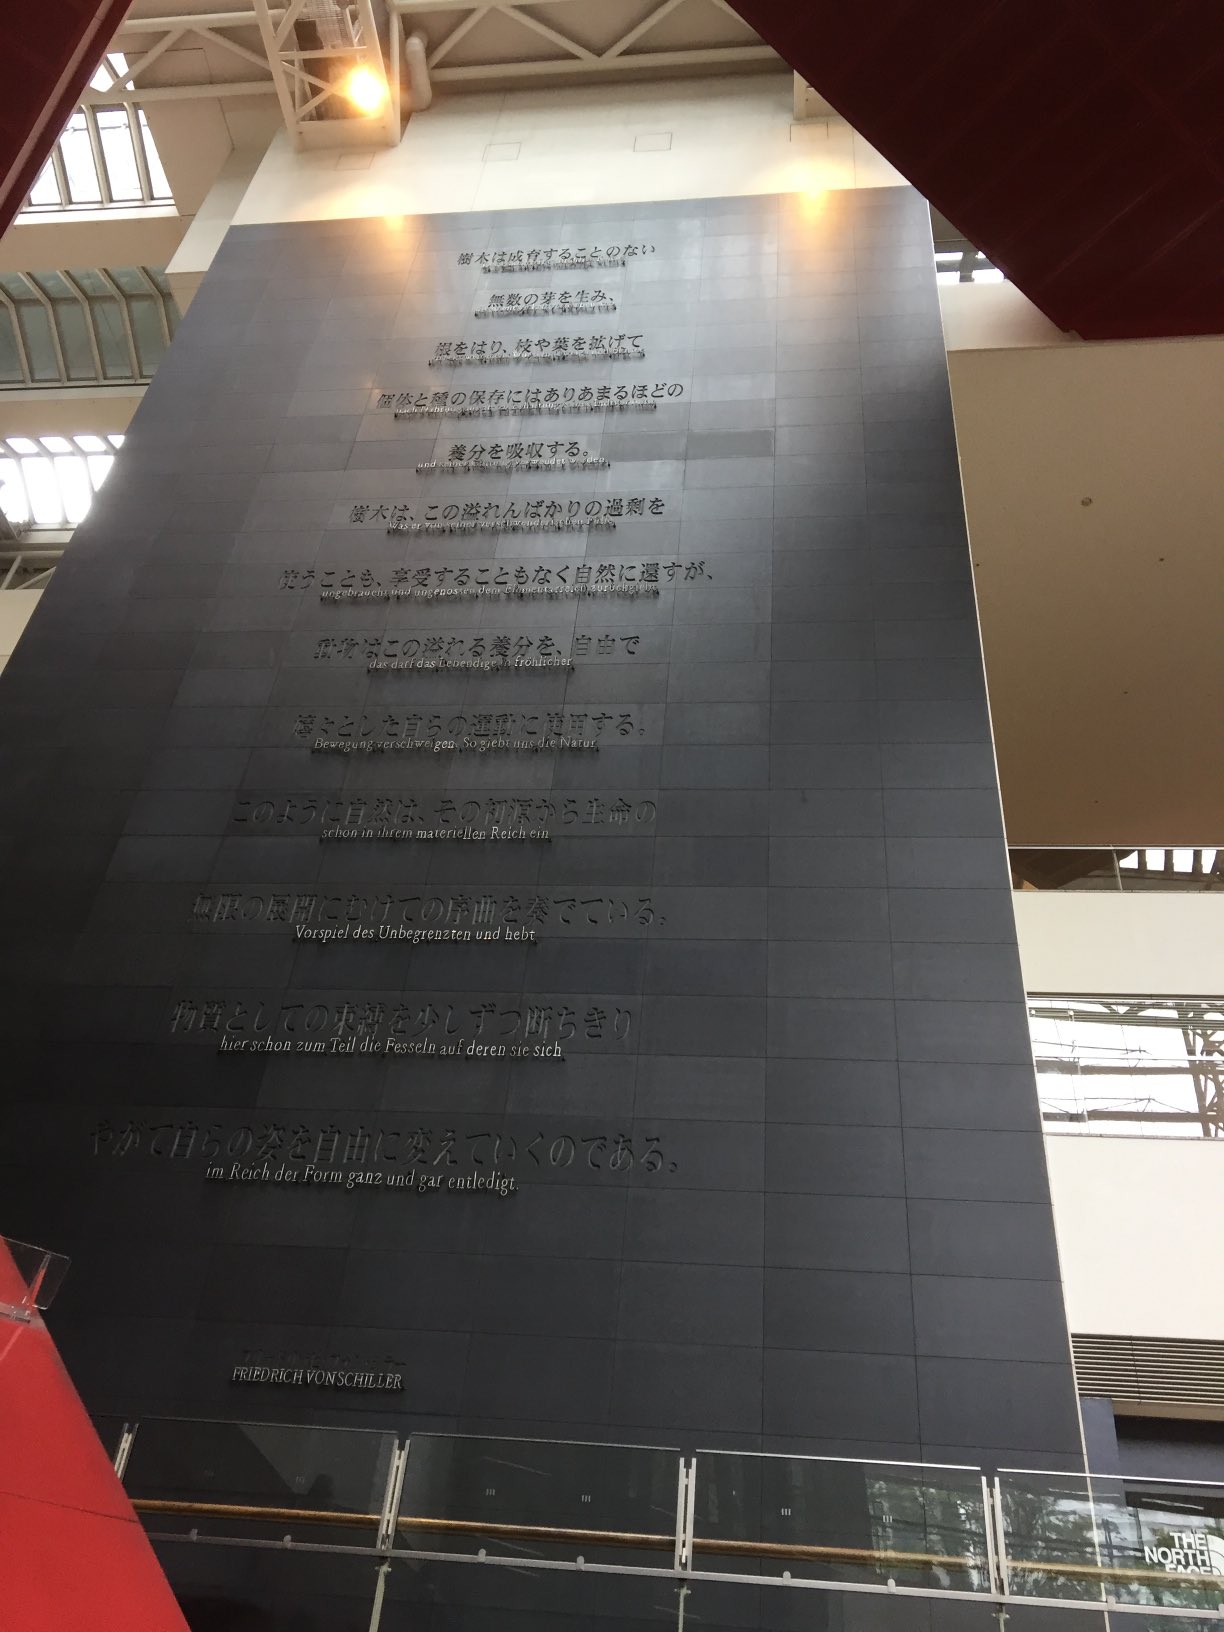 樹木は成育することのない
無数の芽を生み、
根をはり、枝や葉を拡げて
個体と種の保存にはありあまるほどの
養分を吸収する。
und seiner Gattung verwendet werden.
樹木は、この溢れんばかりの過剰を
Was er von seiner verschwenderischen Fülle
使うことも、享受することもなく自然に還すが、
ungebraucht und ungenossen dem Elementarreich zurückgiebt,
動物はこの溢れる養分を、自由で
das darf das Lebendige in fröhlicher
嬉々とした自らの運動に使用する。
Bewegung verschweigen. So giebt uns die Natur
このように自然は、その初源から生命の
schon in ihrem materiellen Reich ein
無限の展開にむけての序曲を奏でている。
Vorspiel des Unbegrenzten und hebt
物質としての束縛を少しずつ断ちきり
hier schon zum Teil die Fesseln auf deren sie sich
やがて自らの姿を自由に変えていくのである。
im Reich der Form ganz und gar entledigt.
FRIEDRICH VON SCHILLER
THE
NORTH
FACE